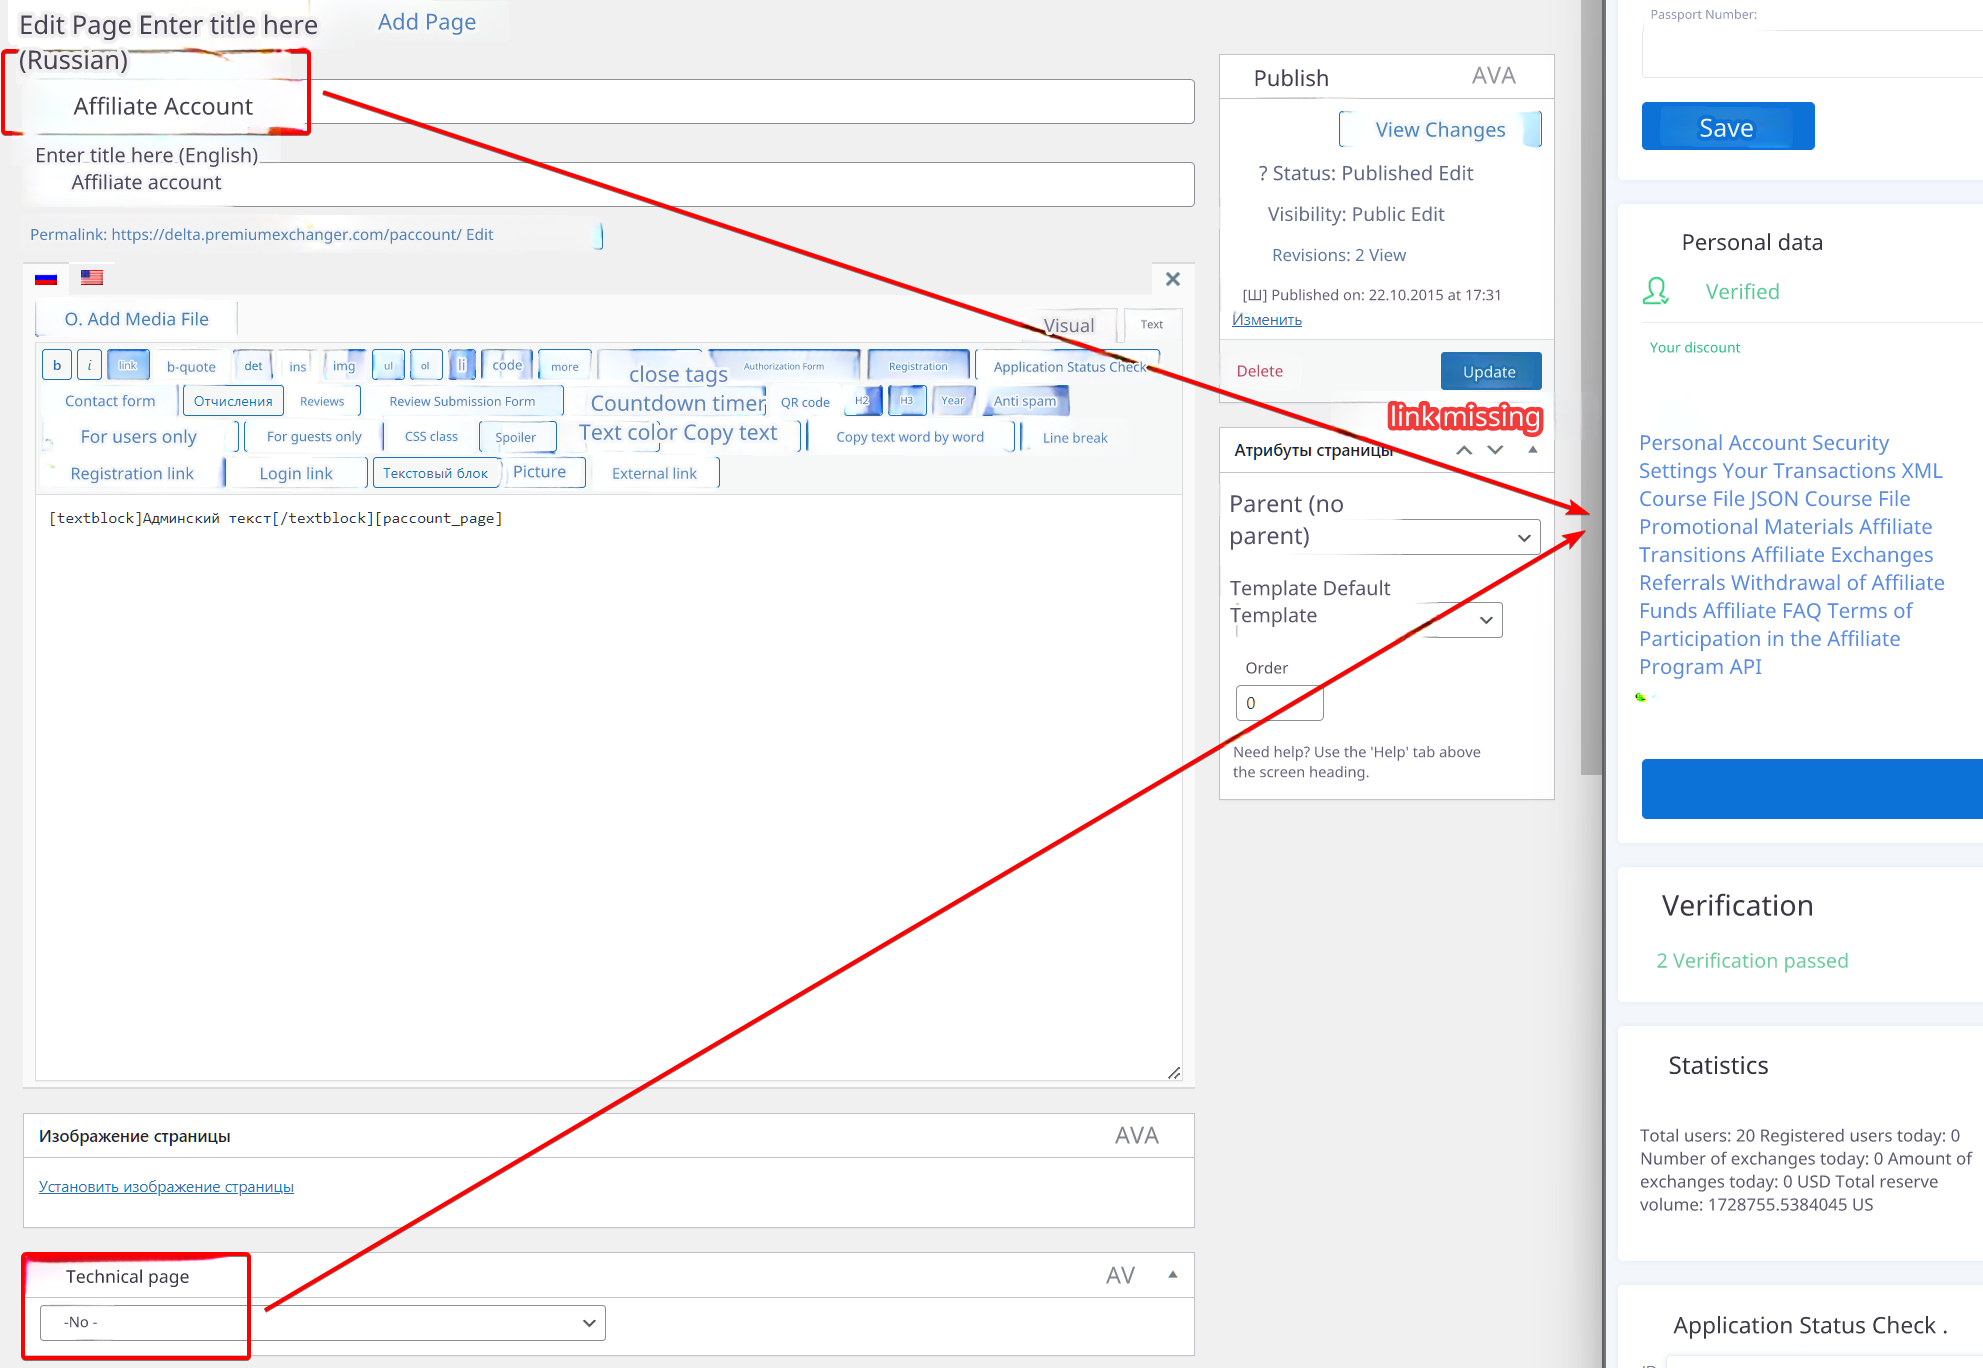 Edit Page Enter title here
(Russian)
Add Page
Affiliate Account
Enter title here (English)
Affiliate account
Permalink: https://delta.premiumexchanger.com/paccount/ Edit
O. Add Media File
Visual
Text
b
i
link
b-quote
det
ins
img
ul
ol
li
code
more
close tags
Authorization Form
Registration
Application Status Check
Contact form
Отчисления
Reviews
Review Submission Form
Countdown timer
QR code
H2
H3
Year
Anti spam
For users only
For guests only
CSS class
Spoiler
Text color Copy text
Copy text word by word
Line break
Registration link
Login link
Текстовый блок
Picture
External link
[textblock]Админский текст[/textblock][paccount_page]
Изображение страницы
AVA
Установить изображение страницы
Technical page
AV
-No -
Publish
AVA
View Changes
? Status: Published Edit
Visibility: Public Edit
Revisions: 2 View
[Ш] Published on: 22.10.2015 at 17:31
Изменить
Delete
Update
link missing
Атрибуты страницы
Parent (no
parent)
Template Default
Template
Order
0
Need help? Use the 'Help' tab above
the screen heading.
Passport Number:
Save
Personal data
Verified
Your discount
Personal Account Security
Settings Your Transactions XML
Course File JSON Course File
Promotional Materials Affiliate
Transitions Affiliate Exchanges
Referrals Withdrawal of Affiliate
Funds Affiliate FAQ Terms of
Participation in the Affiliate
Program API
Verification
2 Verification passed
Statistics
Total users: 20 Registered users today: 0
Number of exchanges today: 0 Amount of
exchanges today: 0 USD Total reserve
volume: 1728755.5384045 US
Application Status Check .